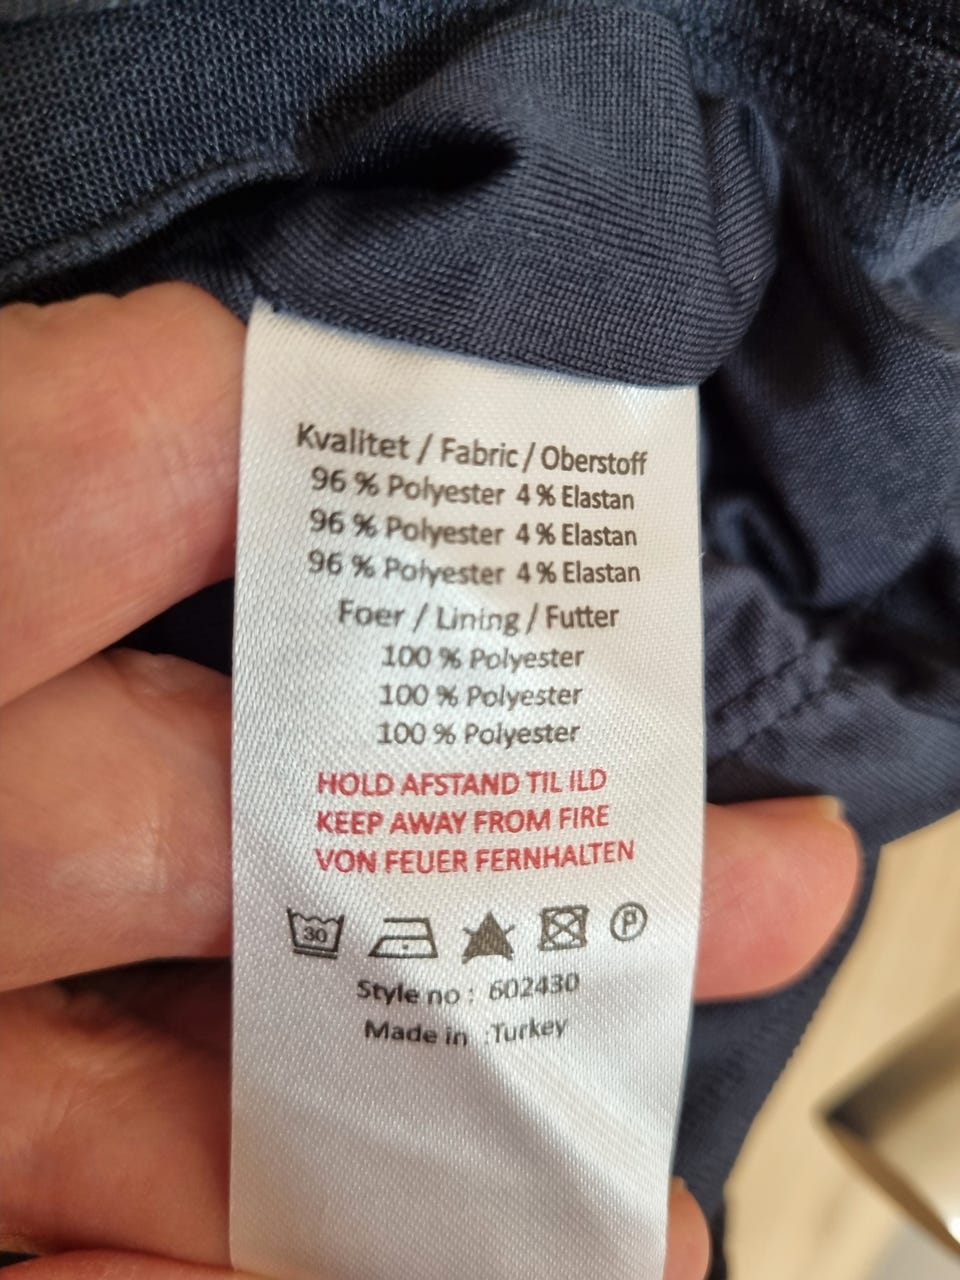 Kvalitet / Fabric / Oberstoff
96 % Polyester 4 % Elastan
96 % Polyester 4 % Elastan
96 % Polyester 4 % Elastan
Foer / Lining / Futter
100 % Polyester
100 % Polyester
100 % Polyester
HOLD AFSTAND TIL ILD
KEEP AWAY FROM FIRE
VON FEUER FERNHALTEN
30 P
Style no : 602430
Made in :Turkey